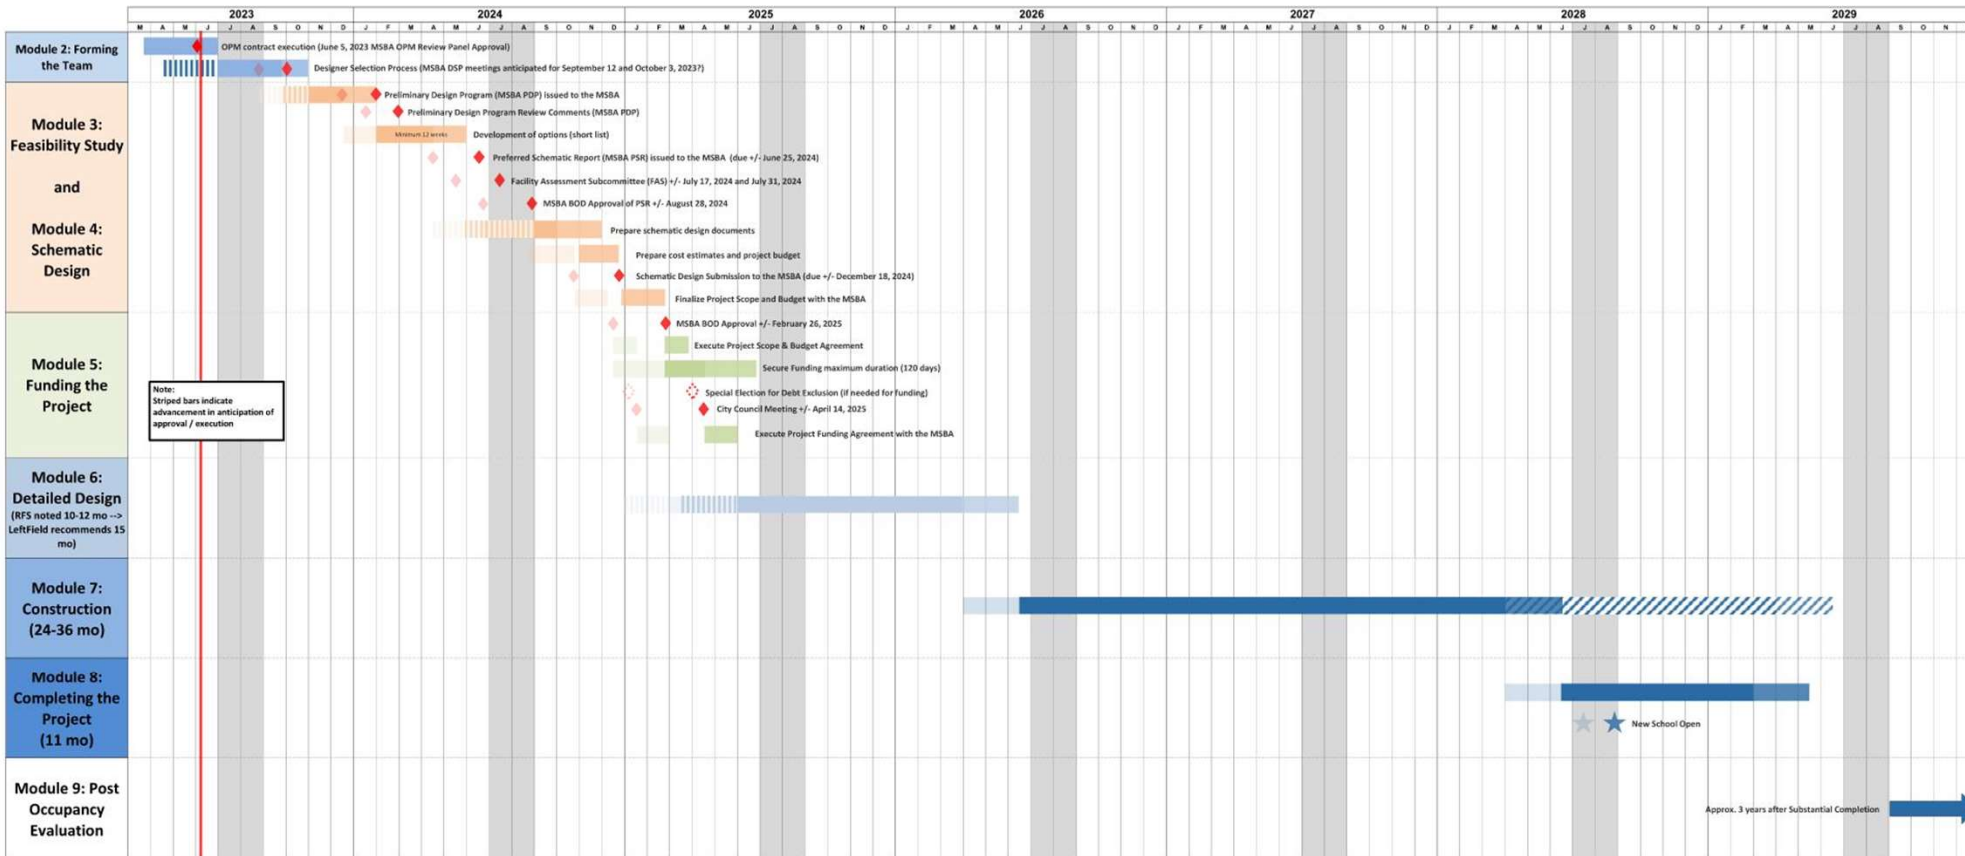 2023 2024 2025 2026 2027 2028 2029
M A M J J A S O N D J F M A M J J A S O N D J F M A M J J A S O N D J F M A M J J A S O N D J F M A M J J A S O N D J F M A M J J A S O N D J F M A M J J A S O N
Module 2: Forming
the Team
OPM contract execution (June 5, 2023 MSBA OPM Review Panel Approval)
Designer Selection Process (MSBA DSP meetings anticipated for September 12 and October 3, 2023?)
Module 3:
Feasibility Study
and
Module 4:
Schematic
Design
Preliminary Design Program (MSBA PDP) issued to the MSBA
Preliminary Design Program Review Comments (MSBA PDP)
Minimum 12 weeks
Development of options (short list)
Preferred Schematic Report (MSBA PSR) issued to the MSBA (due +/- June 25, 2024)
Facility Assessment Subcommittee (FAS) +/- July 17, 2024 and July 31, 2024
MSBA BOD Approval of PSR +/- August 28, 2024
Prepare schematic design documents
Prepare cost estimates and project budget
Schematic Design Submission to the MSBA (due +/- December 18, 2024)
Finalize Project Scope and Budget with the MSBA
Module 5:
Funding the
Project
MSBA BOD Approval +/- February 26, 2025
Execute Project Scope & Budget Agreement
Secure Funding maximum duration (120 days)
Special Election for Debt Exclusion (if needed for funding)
City Council Meeting +/- April 14, 2025
Execute Project Funding Agreement with the MSBA
Note:
Striped bars indicate
advancement in anticipation of
approval / execution
Module 6:
Detailed Design
(RFS noted 10-12 mo -->
LeftField recommends 15
mo)
Module 7:
Construction
(24-36 mo)
Module 8:
Completing the
Project
(11 mo)
New School Open
Module 9: Post
Occupancy
Evaluation
Approx. 3 years after Substantial Completion